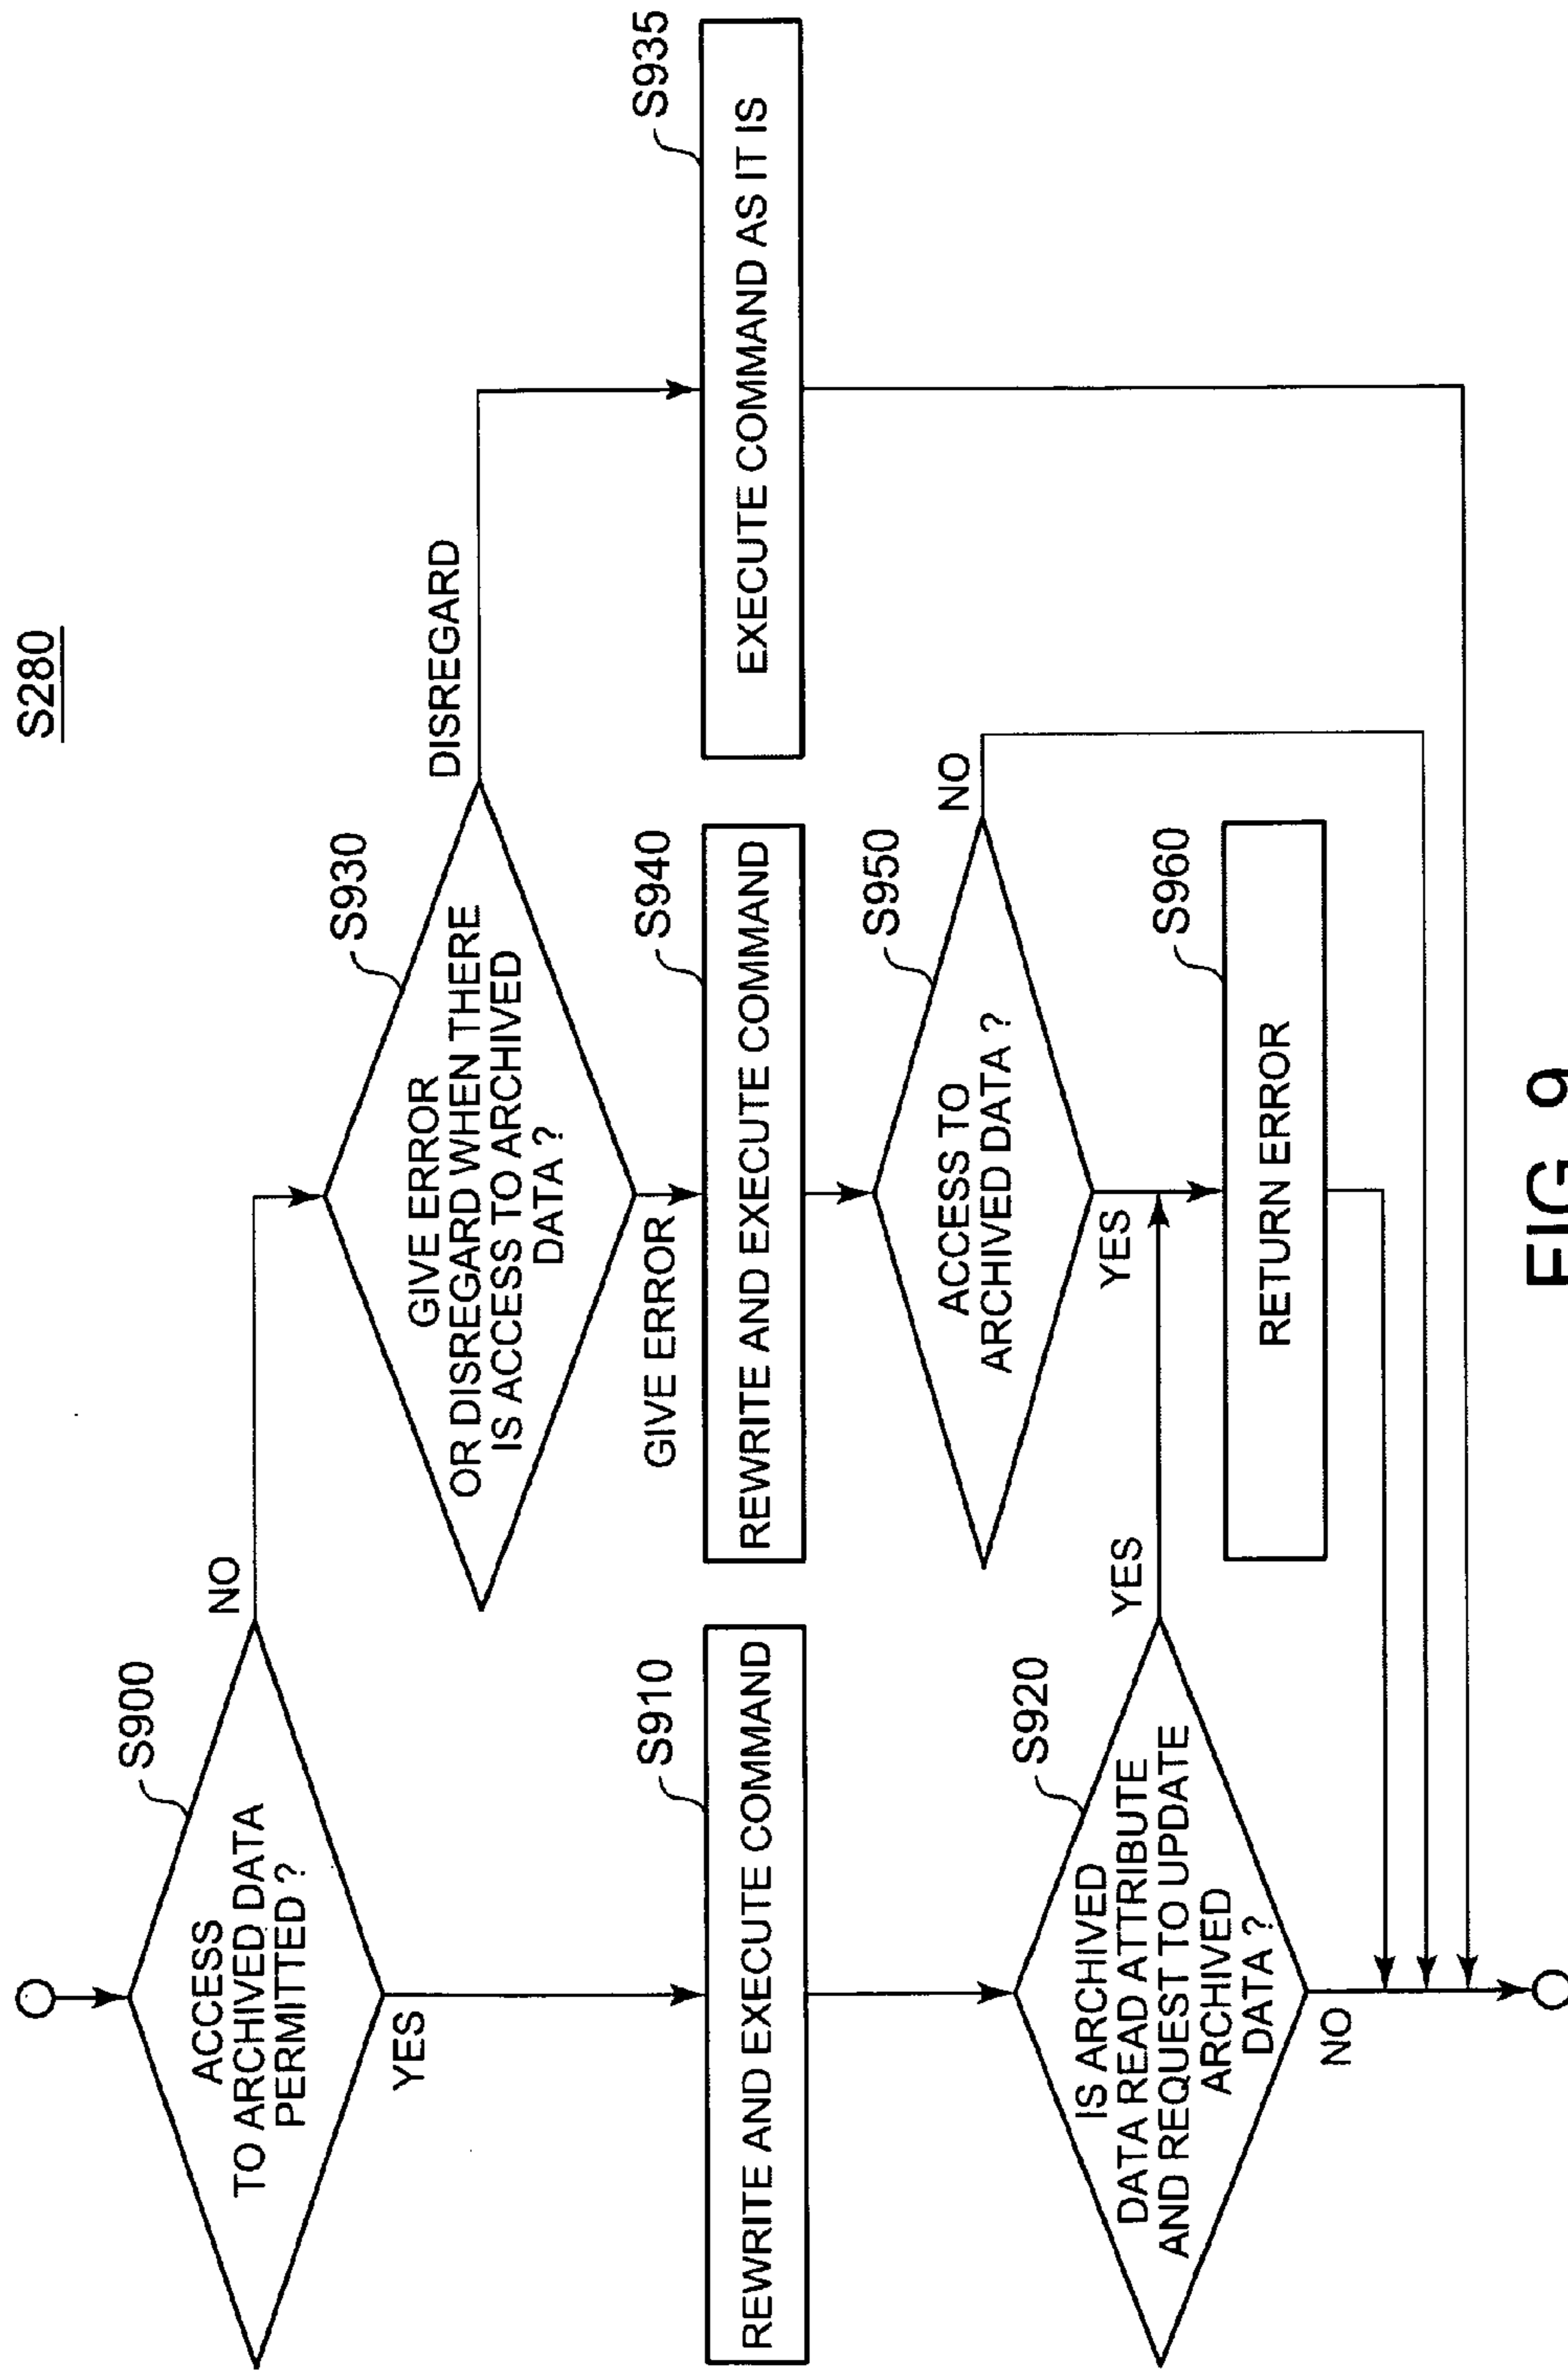 S280
S900
ACCESS
TO ARCHIVED DATA
PERMITTED ?
NO
YES
S930
GIVE ERROR
OR DISREGARD WHEN THERE
IS ACCESS TO ARCHIVED
DATA ?
DISREGARD
GIVE ERROR
S910
REWRITE AND EXECUTE COMMAND
S940
REWRITE AND EXECUTE COMMAND
S935
EXECUTE COMMAND AS IT IS
S950
ACCESS TO
ARCHIVED DATA ?
NO
YES
S920
IS ARCHIVED
DATA READ ATTRIBUTE
AND REQUEST TO UPDATE
ARCHIVED
DATA ?
YES
NO
S960
RETURN ERROR
FIG. 9